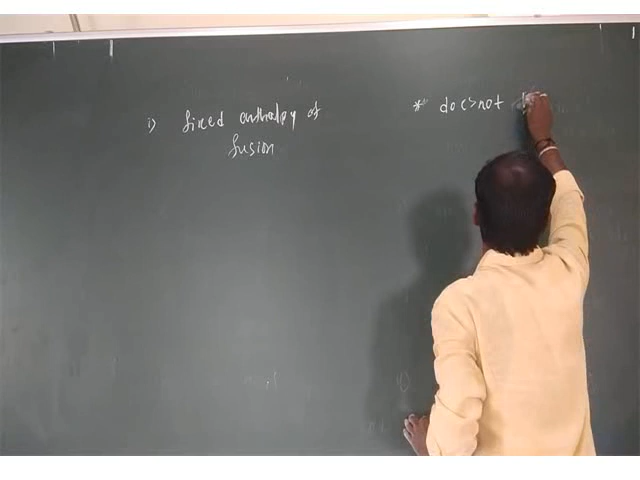 i) fixed enthalpy of
fusion
* does not